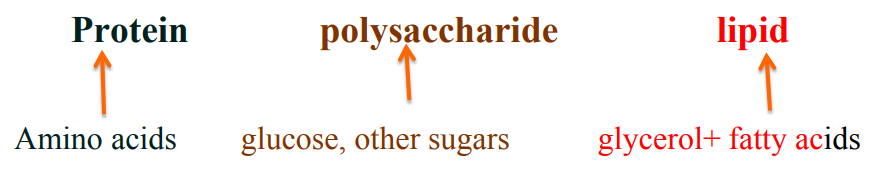 Protein polysaccharide lipid
Amino acids glucose, other sugars glycerol+ fatty acids